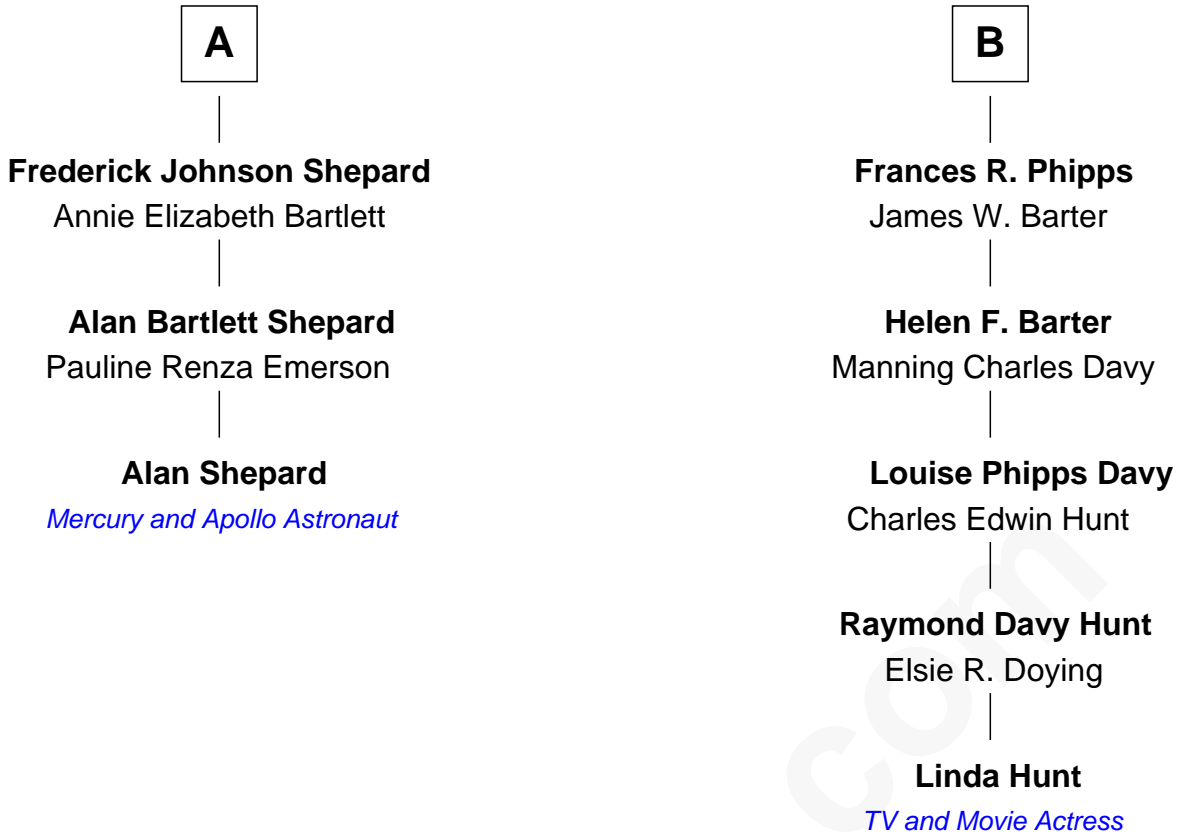 A
Frederick Johnson Shepard
Annie Elizabeth Bartlett
Alan Bartlett Shepard
Pauline Renza Emerson
Alan Shepard
Mercury and Apollo Astronaut
B
Frances R. Phipps
James W. Barter
Helen F. Barter
Manning Charles Davy
Louise Phipps Davy
Charles Edwin Hunt
Raymond Davy Hunt
Elsie R. Doying
Linda Hunt
TV and Movie Actress
com